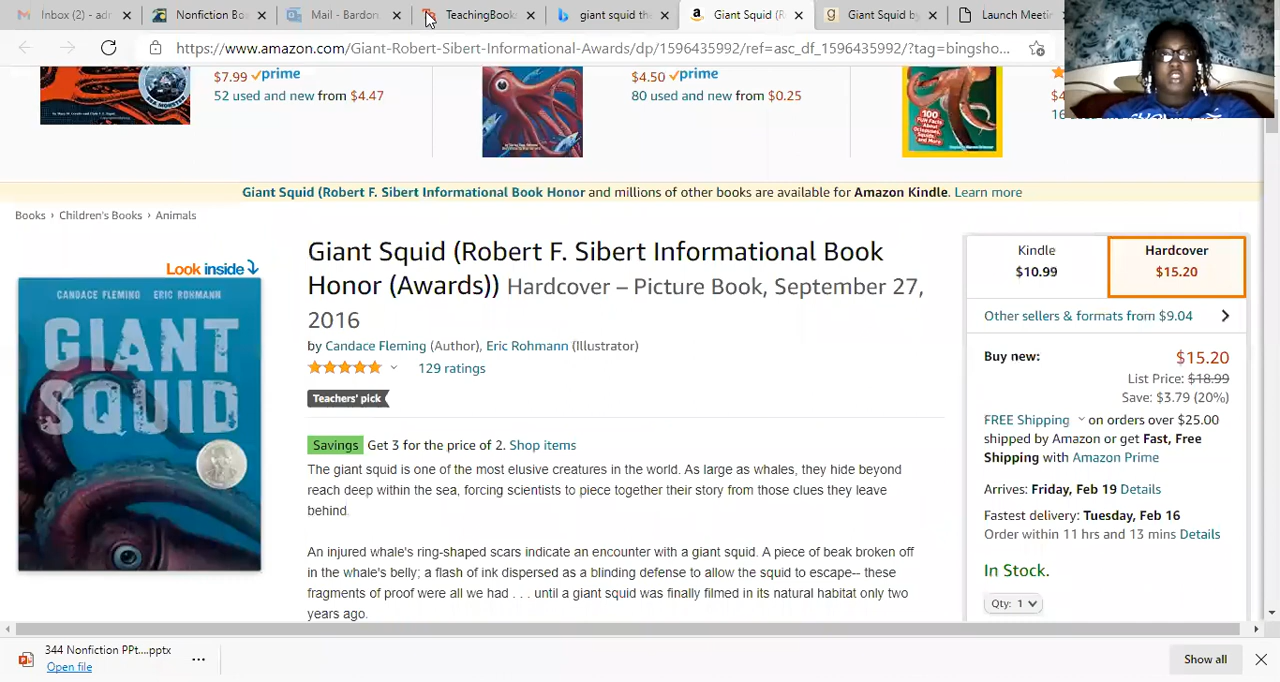 Inbox (2) - adr
Nonfiction Bo
Mail - Bardon
TeachingBook
giant squid the
Giant Squid (R
Giant Squid by
Launch Meeti
https://www.amazon.com/Giant-Robert-Sibert-Informational-Awards/dp/1596435992/ref=asc_df_1596435992/?tag=bingsho...
$7.99 prime
52 used and new from $4.47
$4.50 prime
80 used and new from $0.25
100
FUN Facts
About
Octopuses,
Squids,
and More
Giant Squid (Robert F. Sibert Informational Book Honor and millions of other books are available for Amazon Kindle. Learn more
Books › Children's Books › Animals
Look inside
CANDACE FLEMING ERIC ROHMANN
GIANT
SQUID
Giant Squid (Robert F. Sibert Informational Book
Honor (Awards)) Hardcover – Picture Book, September 27,
2016
by Candace Fleming (Author), Eric Rohmann (Illustrator)
129 ratings
Teachers' pick
Savings Get 3 for the price of 2. Shop items
The giant squid is one of the most elusive creatures in the world. As large as whales, they hide beyond
reach deep within the sea, forcing scientists to piece together their story from those clues they leave
behind.
An injured whale's ring-shaped scars indicate an encounter with a giant squid. A piece of beak broken off
in the whale's belly; a flash of ink dispersed as a blinding defense to allow the squid to escape-- these
fragments of proof were all we had . . . until a giant squid was finally filmed in its natural habitat only two
years ago.
Kindle
$10.99
Hardcover
$15.20
Other sellers & formats from $9.04
Buy new: $15.20
List Price: $18.99
Save: $3.79 (20%)
FREE Shipping on orders over $25.00
shipped by Amazon or get Fast, Free
Shipping with Amazon Prime
Arrives: Friday, Feb 19 Details
Fastest delivery: Tuesday, Feb 16
Order within 11 hrs and 13 mins Details
In Stock.
Qty: 1
344 Nonfiction PPt....pptx
Open file
...
Show all